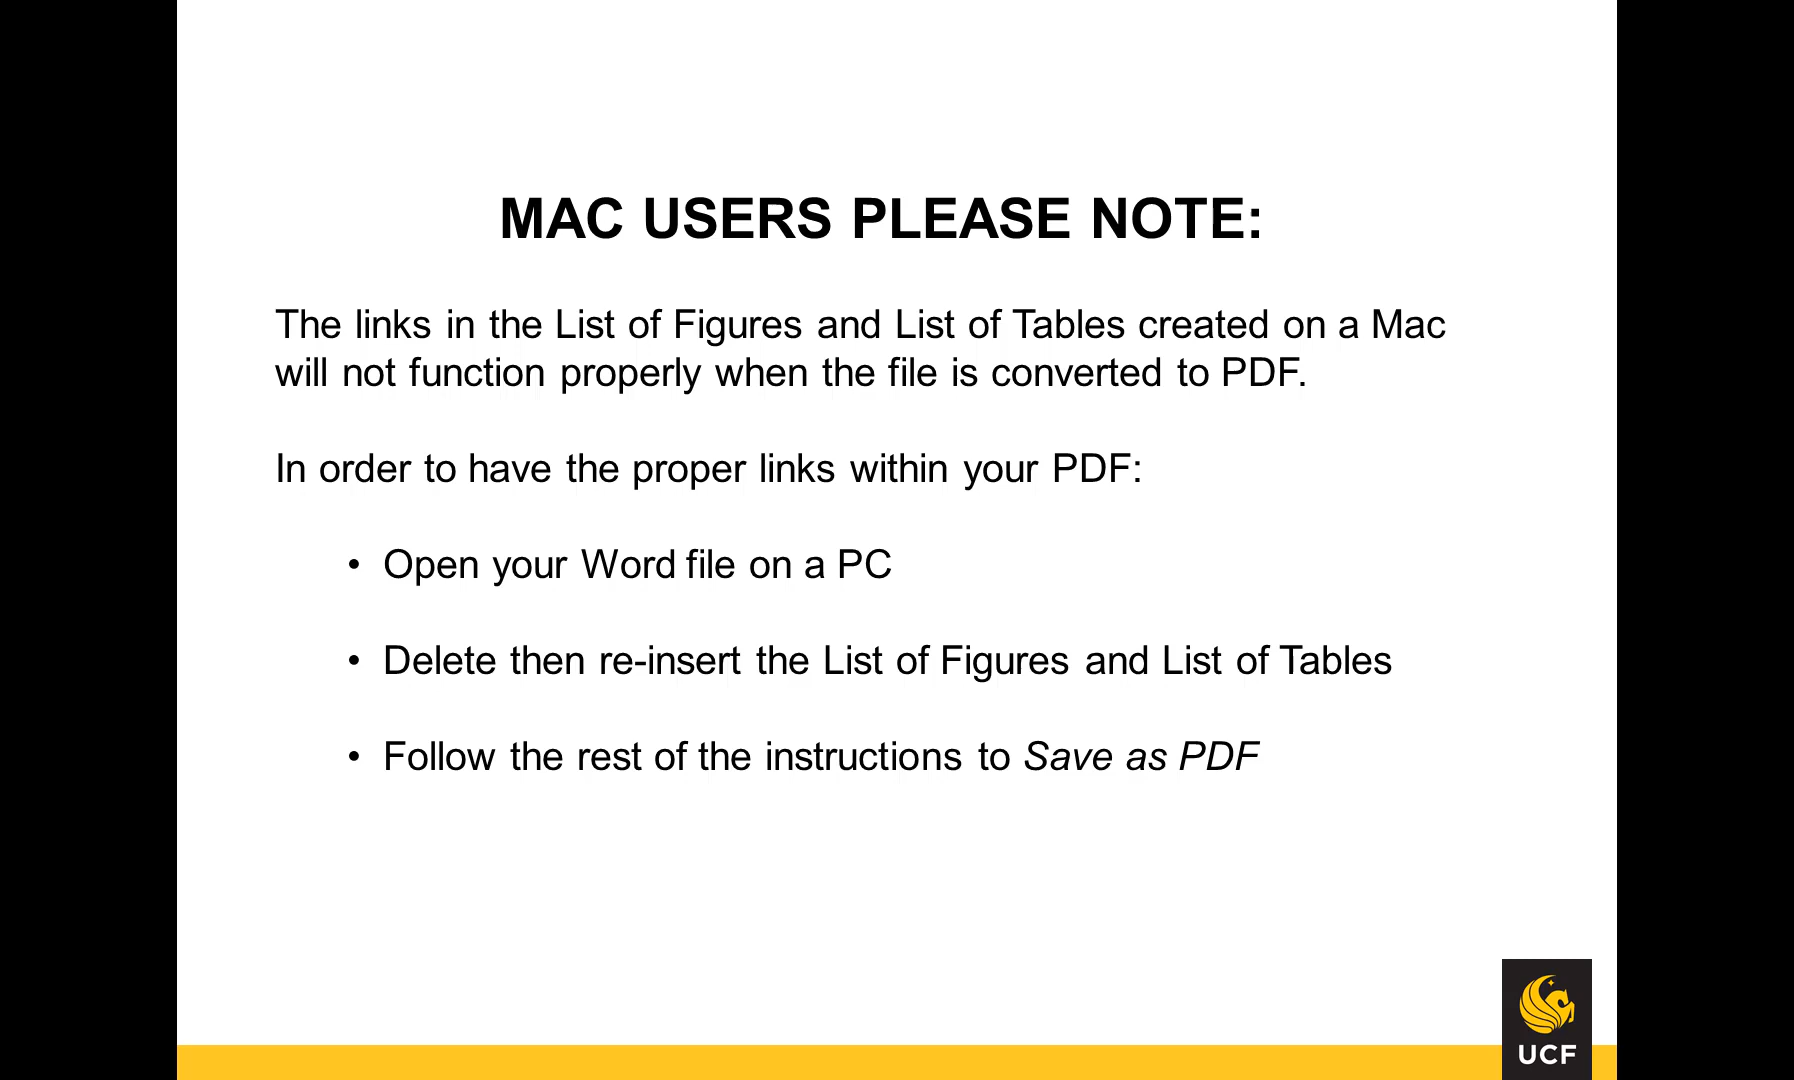 MAC USERS PLEASE NOTE:
The links in the List of Figures and List of Tables created on a Mac
will not function properly when the file is converted to PDF.
In order to have the proper links within your PDF:
• Open your Word file on a PC
• Delete then re-insert the List of Figures and List of Tables
• Follow the rest of the instructions to Save as PDF
UCF